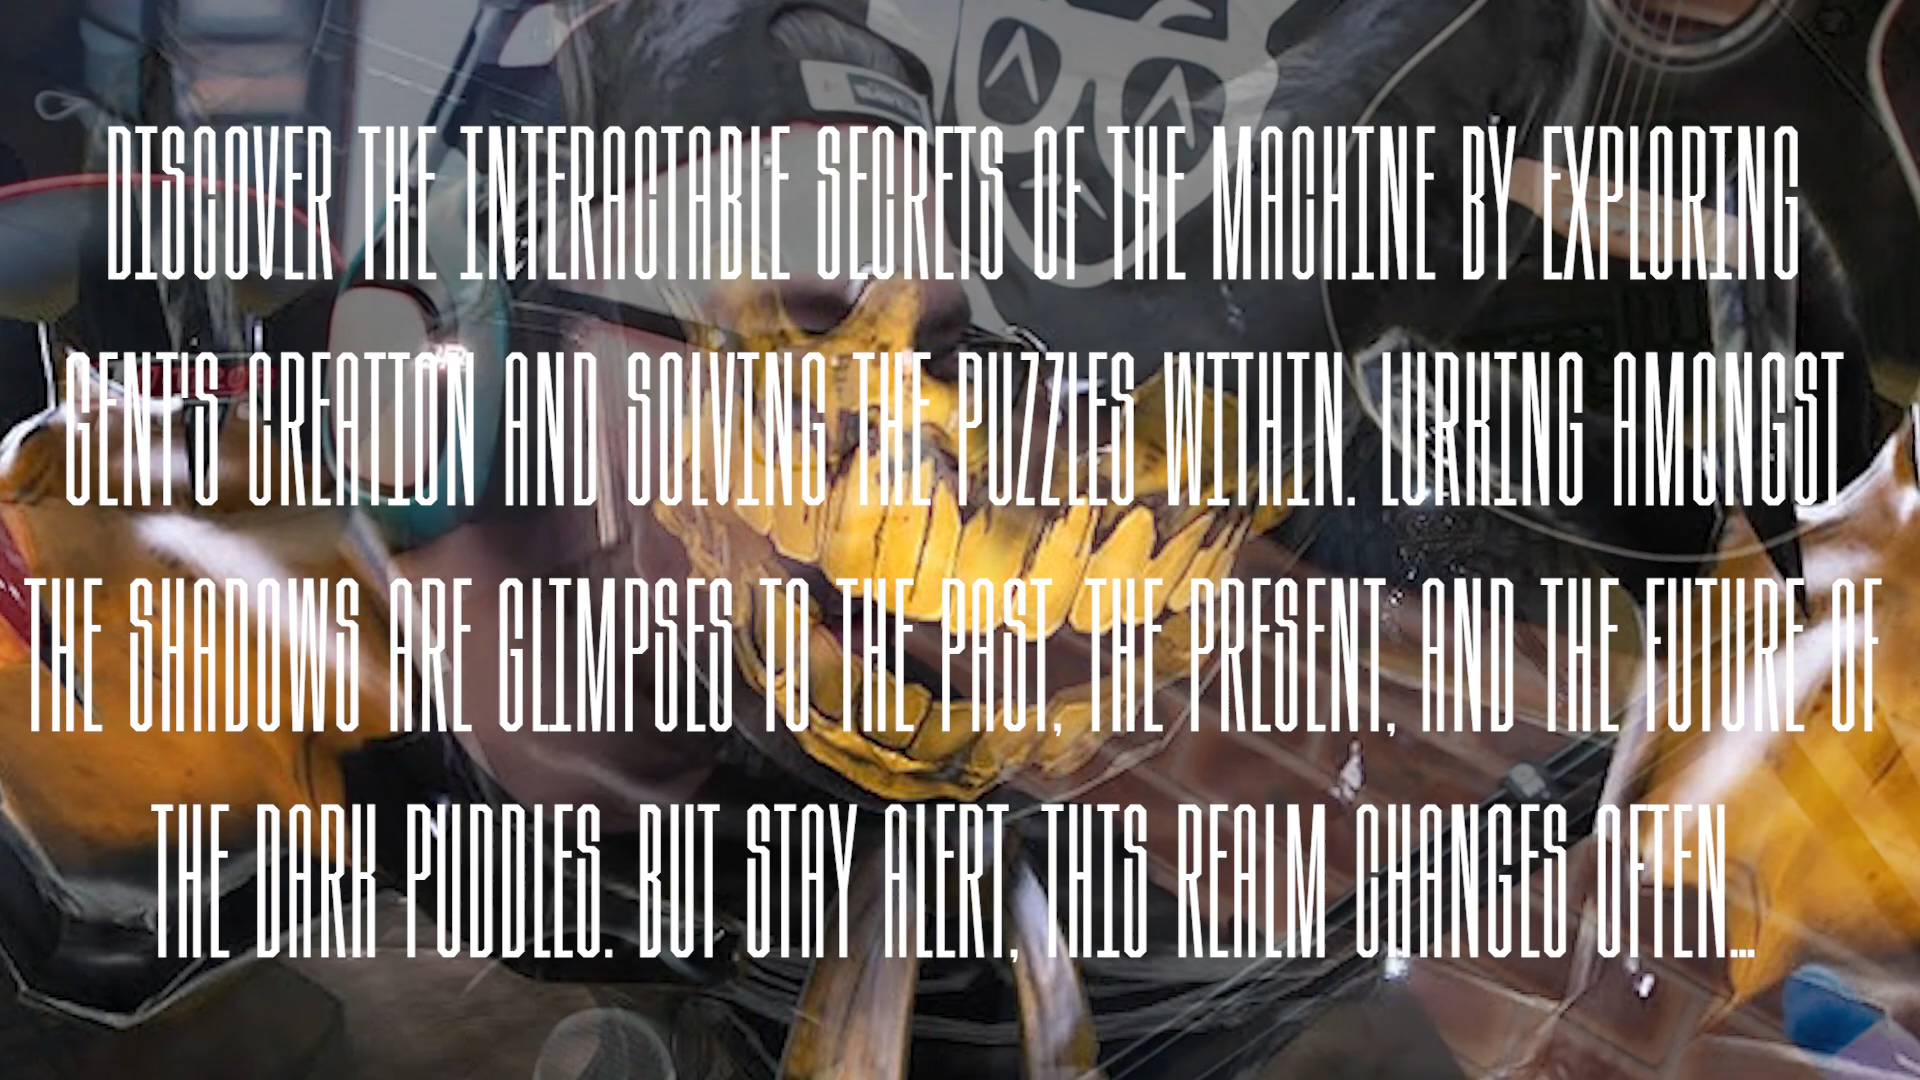 DISCOVER THE INTERACTABLE SECRETS OF THE MACHINE BY EXPLORING
GENT'S CREATION AND SOLVING THE PUZZLES WITHIN. LURKING AMONGST
THE SHADOWS ARE GLIMPSES TO THE PAST, THE PRESENT, AND THE FUTURE OF
THE DARK PUDDLES. BUT STAY ALERT, THIS REALM CHANGES OFTEN...